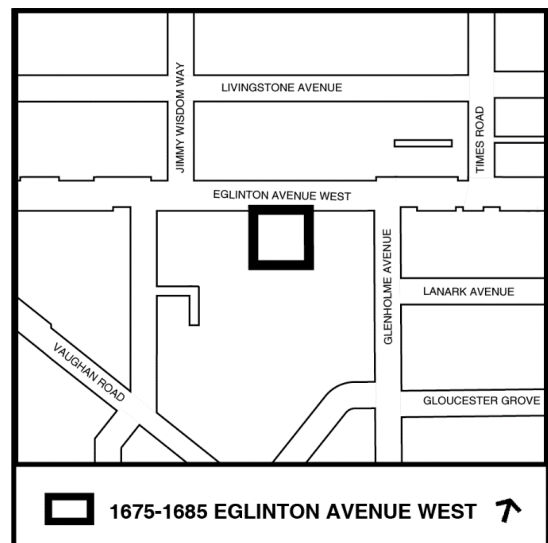 LIVINGSTONE AVENUE
JIMMY WISDOM WAY
TIMES ROAD
EGLINTON AVENUE WEST
GLENHOLME AVENUE
LANARK AVENUE
VAUGHAN ROAD
GLOUCESTER GROVE
1675-1685 EGLINTON AVENUE WEST